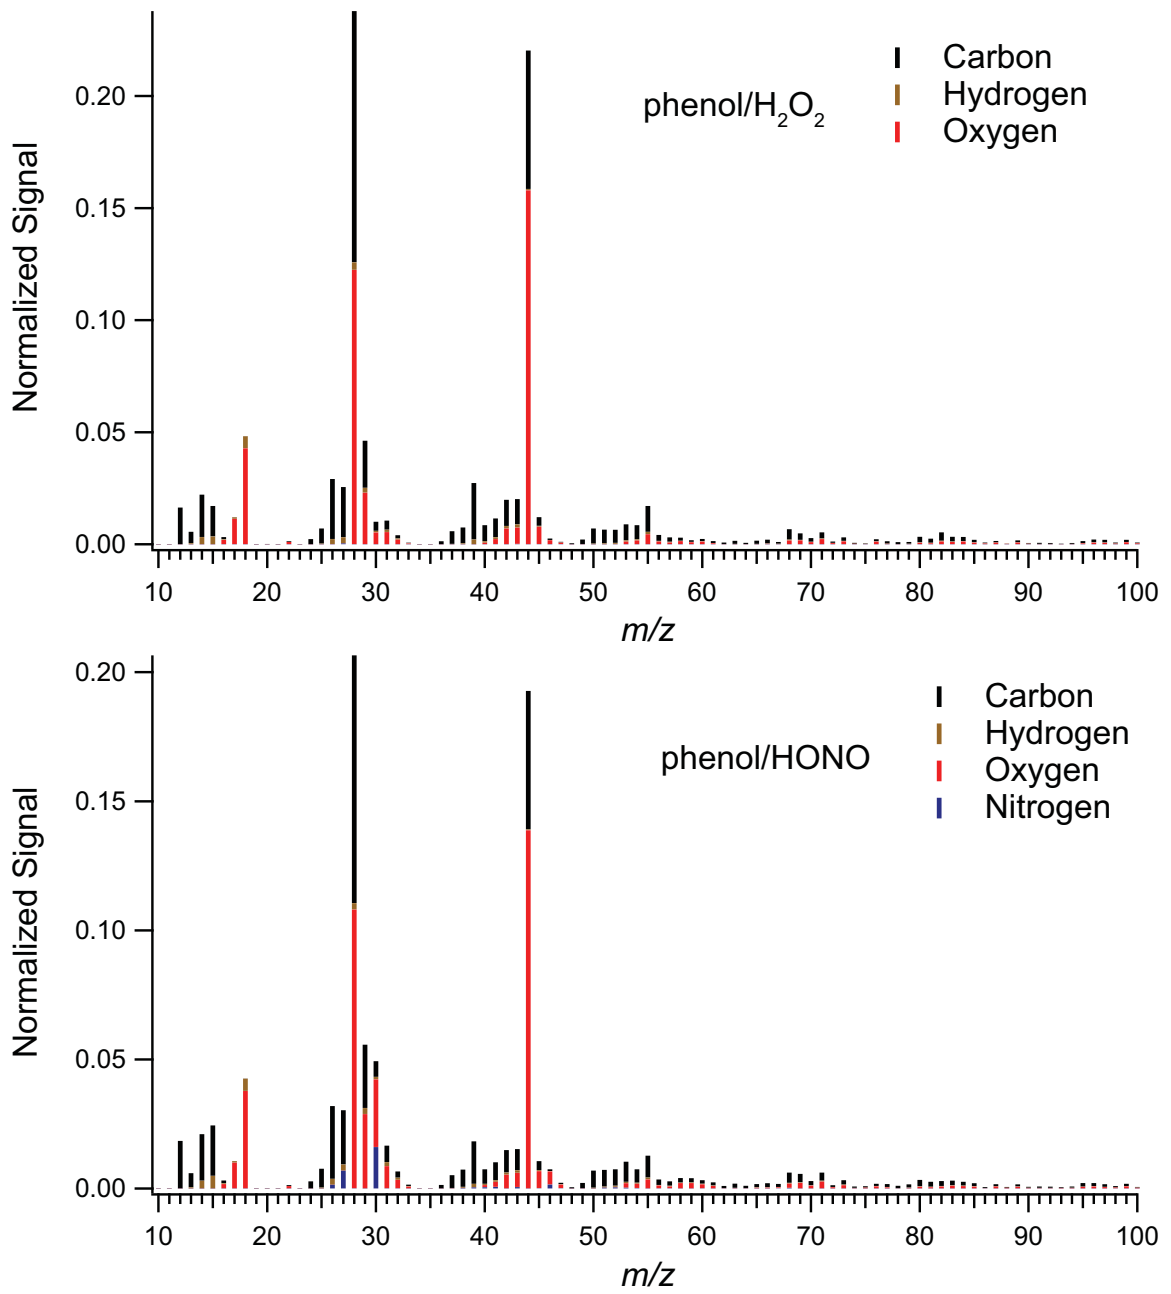 Normalized Signal
0.20
0.15
0.10
0.05
0.00
phenol/H₂O₂
Carbon
Hydrogen
Oxygen
10 20 30 40 50 60 70 80 90 100
m/z
Normalized Signal
0.20
0.15
0.10
0.05
0.00
phenol/HONO
Carbon
Hydrogen
Oxygen
Nitrogen
10 20 30 40 50 60 70 80 90 100
m/z